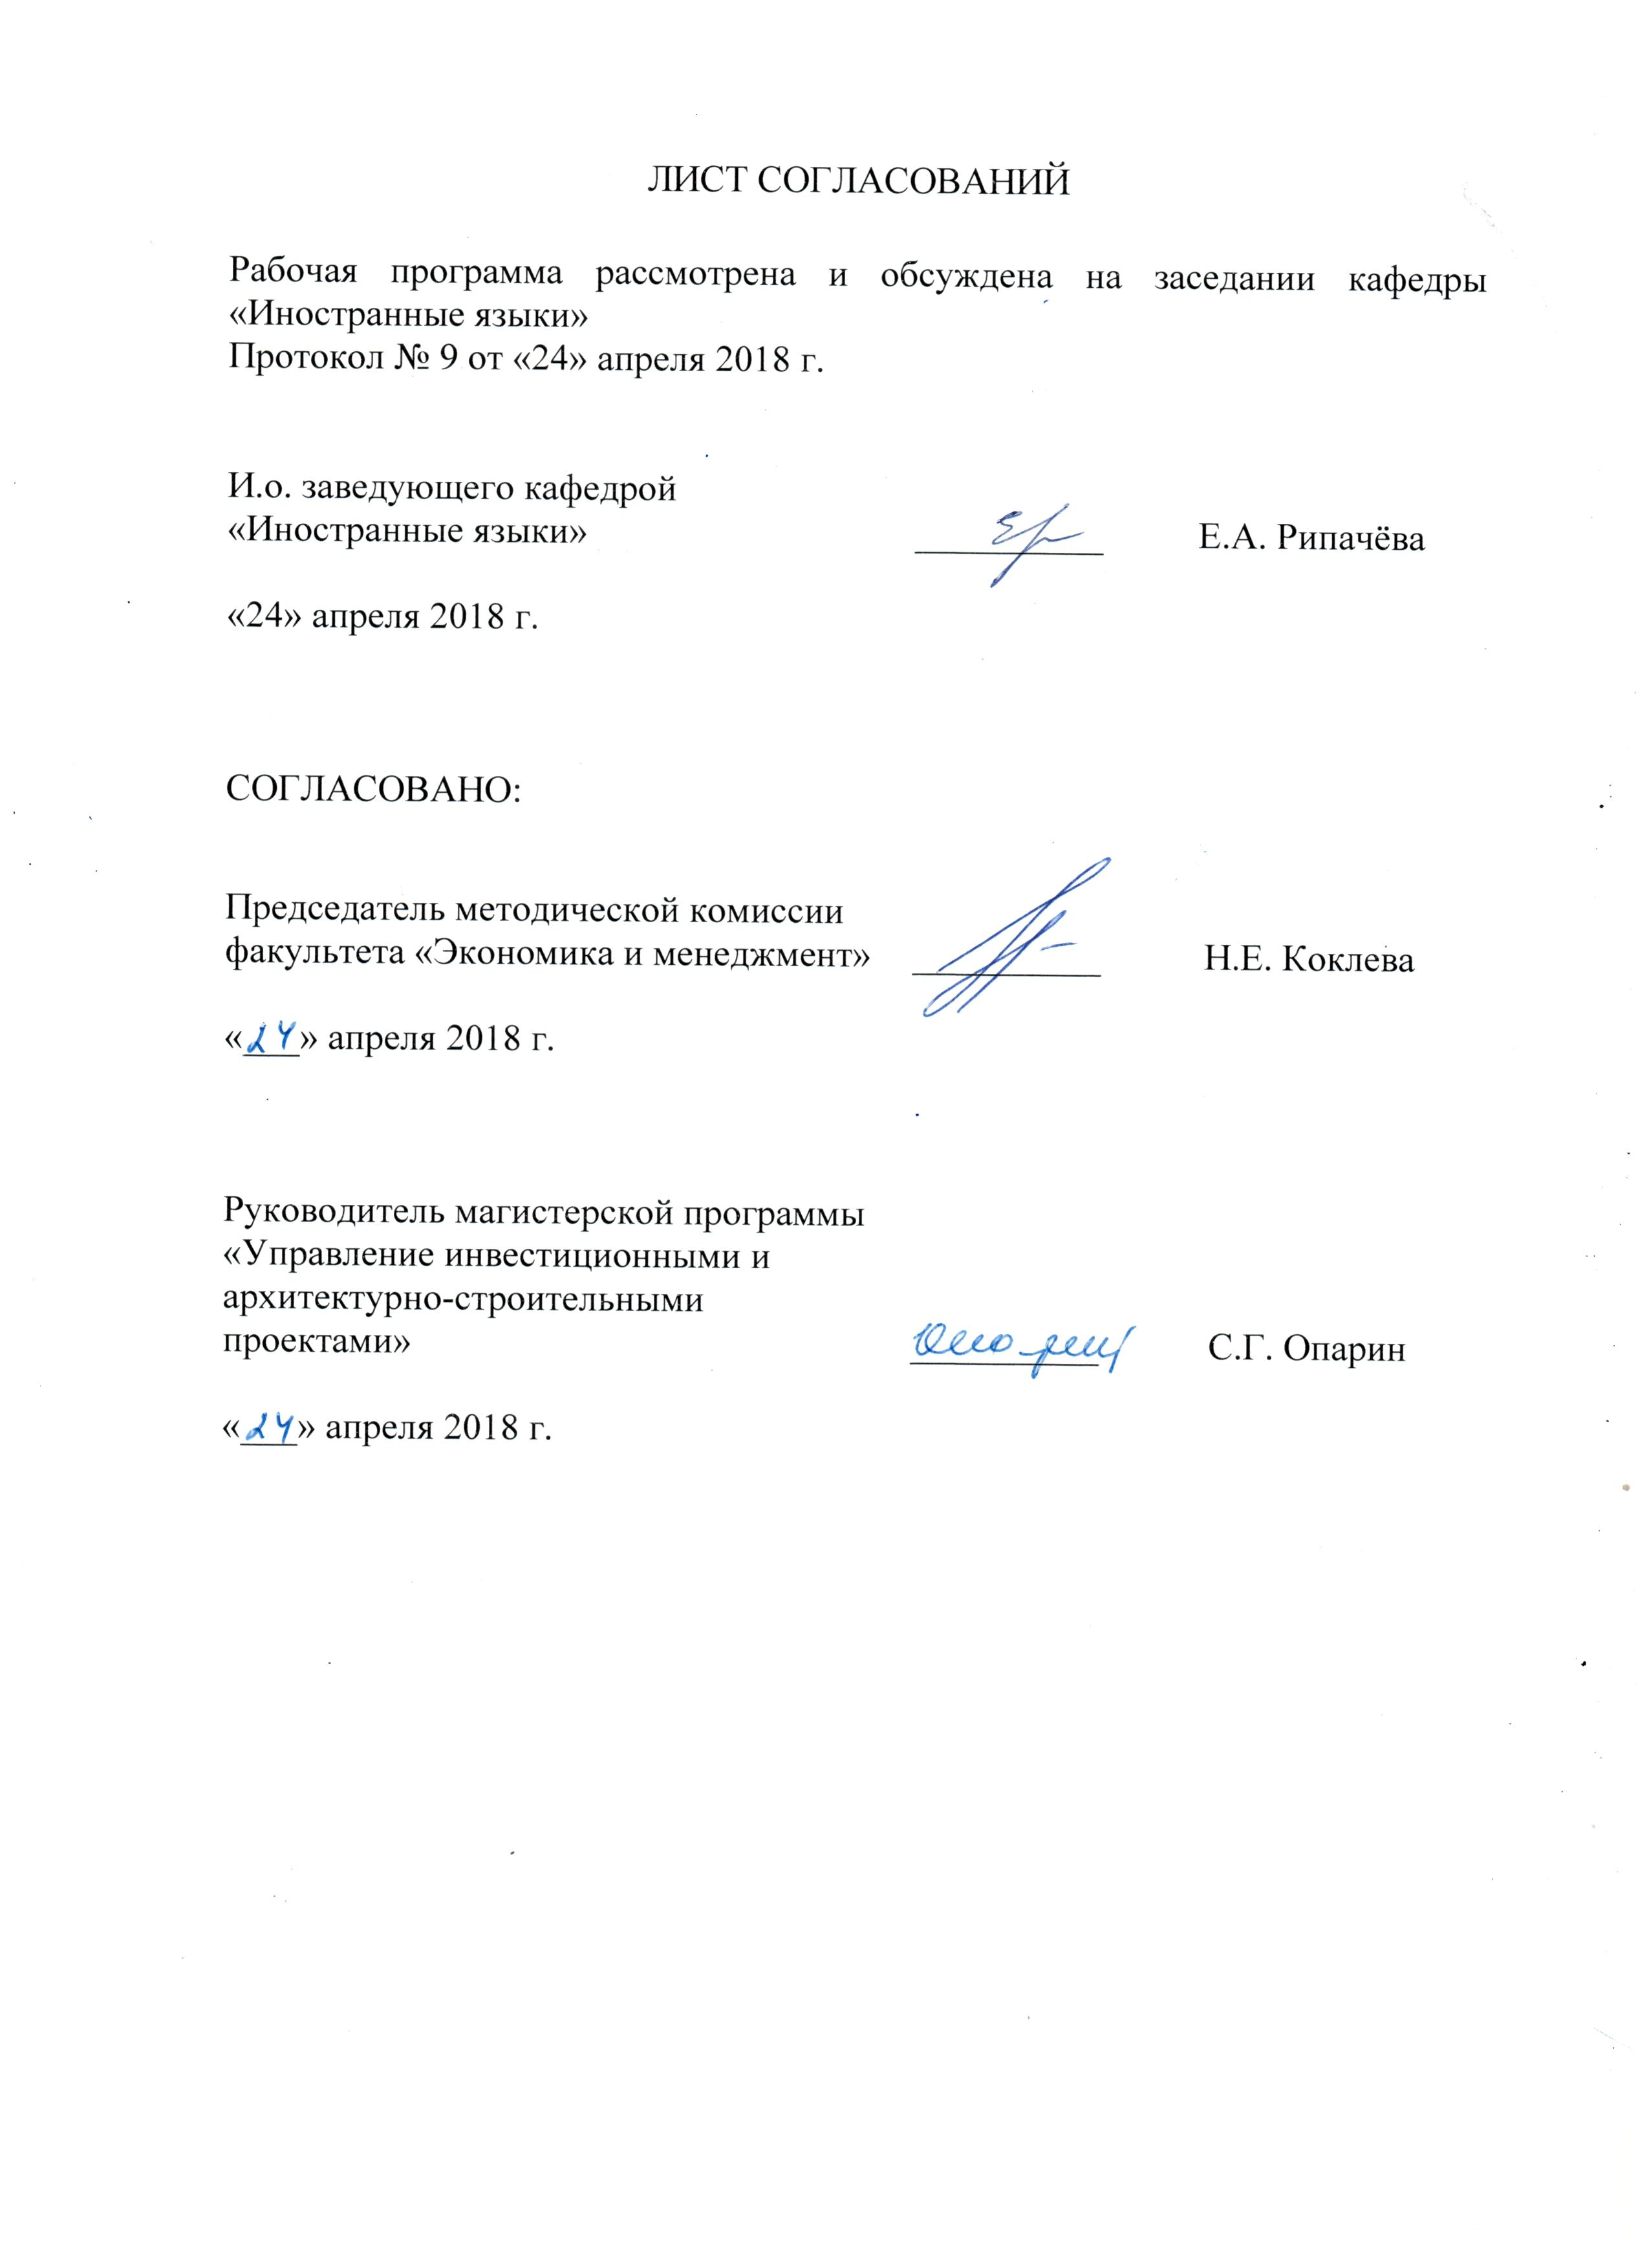 ЛИСТ СОГЛАСОВАНИЙ
Рабочая программа рассмотрена и обсуждена на заседании кафедры
«Иностранные языки»
Протокол № 9 от «24» апреля 2018 г.
И.о. заведующего кафедрой
«Иностранные языки» Е.А. Рипачёва
«24» апреля 2018 г.
СОГЛАСОВАНО:
Председатель методической комиссии
факультета «Экономика и менеджмент» Н.Е. Коклева
«24» апреля 2018 г.
Руководитель магистерской программы
«Управление инвестиционными и
архитектурно-строительными
проектами» С.Г. Опарин
«24» апреля 2018 г.